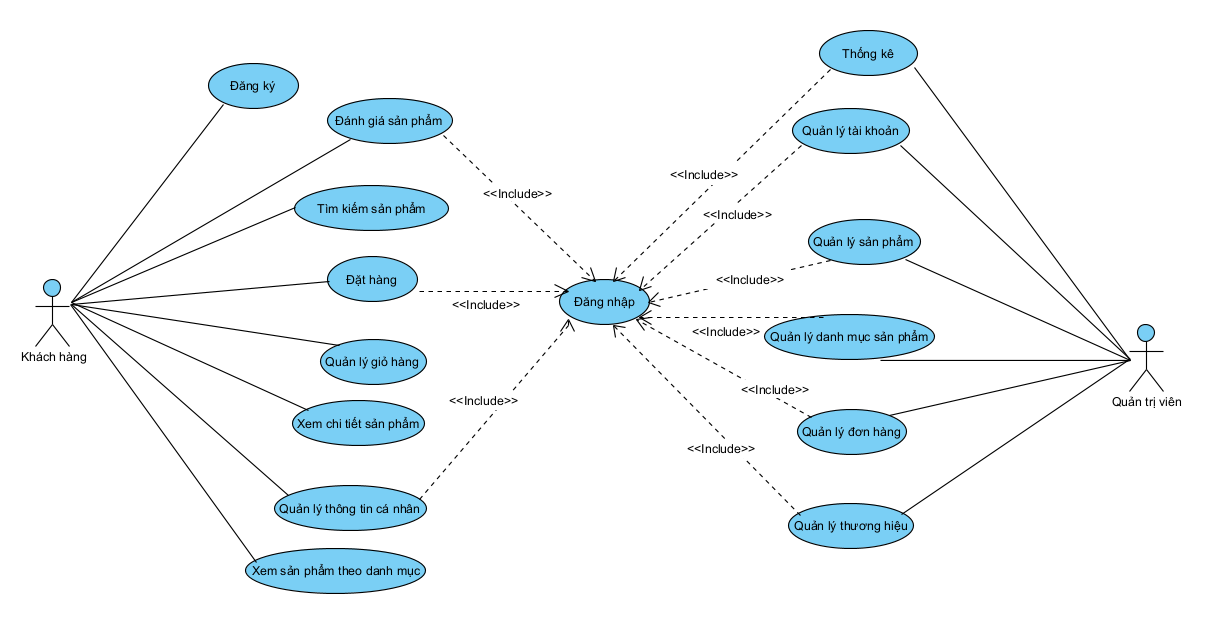 Thống kê
Đăng ký
Đánh giá sản phẩm
Quản lý tài khoản
<<Include>>
<<Include>>
Tìm kiếm sản phẩm
<<Include>>
Quản lý sản phẩm
Đặt hàng
<<Include>>
Đăng nhập
<<Include>>
<<Include>>
Quản lý danh mục sản phẩm
Khách hàng
Quản lý giỏ hàng
<<Include>>
<<Include>>
Quản trị viên
Xem chi tiết sản phẩm
Quản lý đơn hàng
<<Include>>
Quản lý thông tin cá nhân
Quản lý thương hiệu
Xem sản phẩm theo danh mục